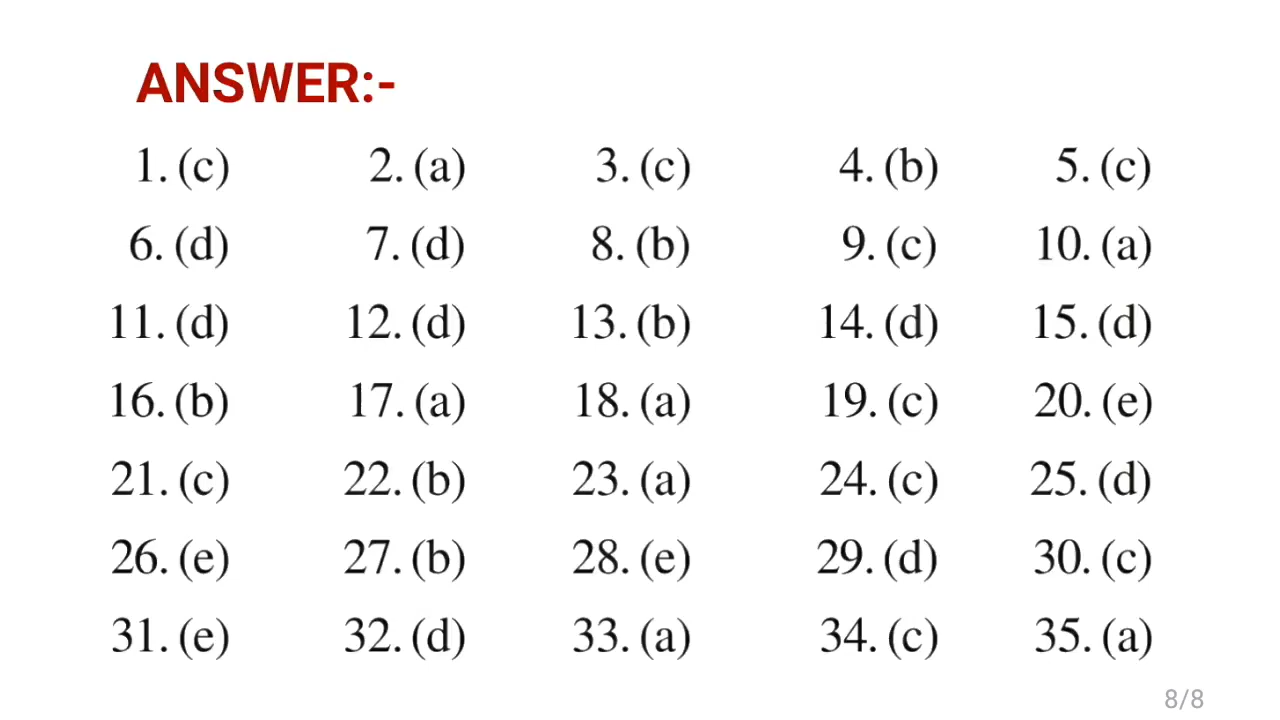 ANSWER:-
1. (c) 2. (a) 3. (c) 4. (b) 5. (c)
6. (d) 7. (d) 8. (b) 9. (c) 10. (a)
11. (d) 12. (d) 13. (b) 14. (d) 15. (d)
16. (b) 17. (a) 18. (a) 19. (c) 20. (e)
21. (c) 22. (b) 23. (a) 24. (c) 25. (d)
26. (e) 27. (b) 28. (e) 29. (d) 30. (c)
31. (e) 32. (d) 33. (a) 34. (c) 35. (a)
8/8